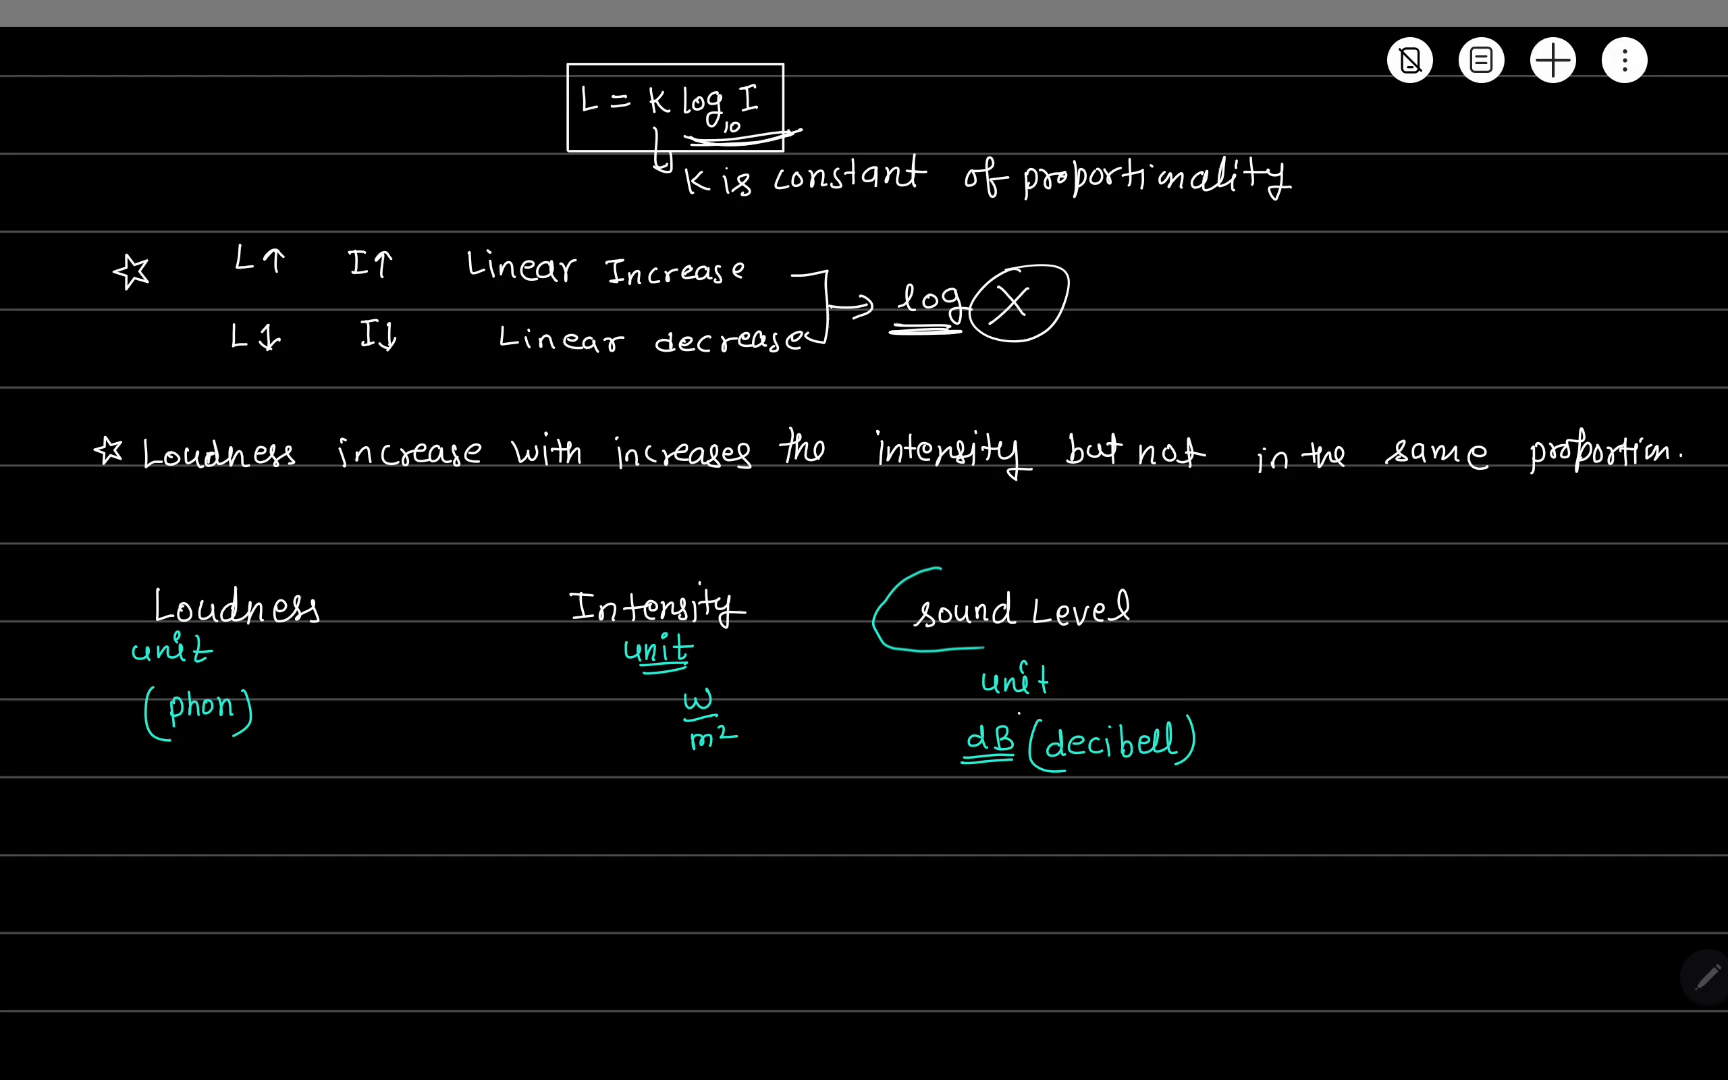 L = K log10 I
K is constant of proportionality
☆ L↑ I↑ Linear Increase
→ log X
L↓ I↓ Linear decrease
☆ Loudness increase with increases the intensity but not in the same proportion.
Loudness Intensity sound Level
unit unit unit
(phon) W/m² dB (decibell)